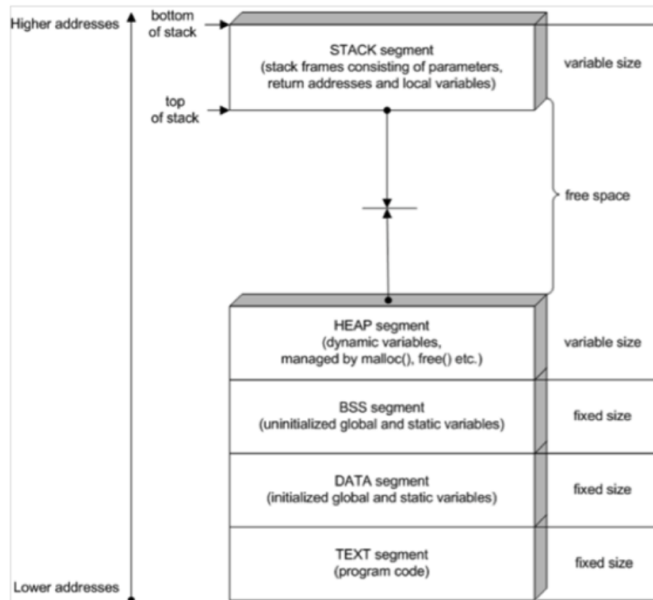 Higher addresses
bottom
of stack
STACK segment
(stack frames consisting of parameters,
return addresses and local variables)
variable size
top
of stack
free space
HEAP segment
(dynamic variables,
managed by malloc(), free() etc.)
variable size
BSS segment
(uninitialized global and static variables)
fixed size
DATA segment
(initialized global and static variables)
fixed size
TEXT segment
(program code)
fixed size
Lower addresses